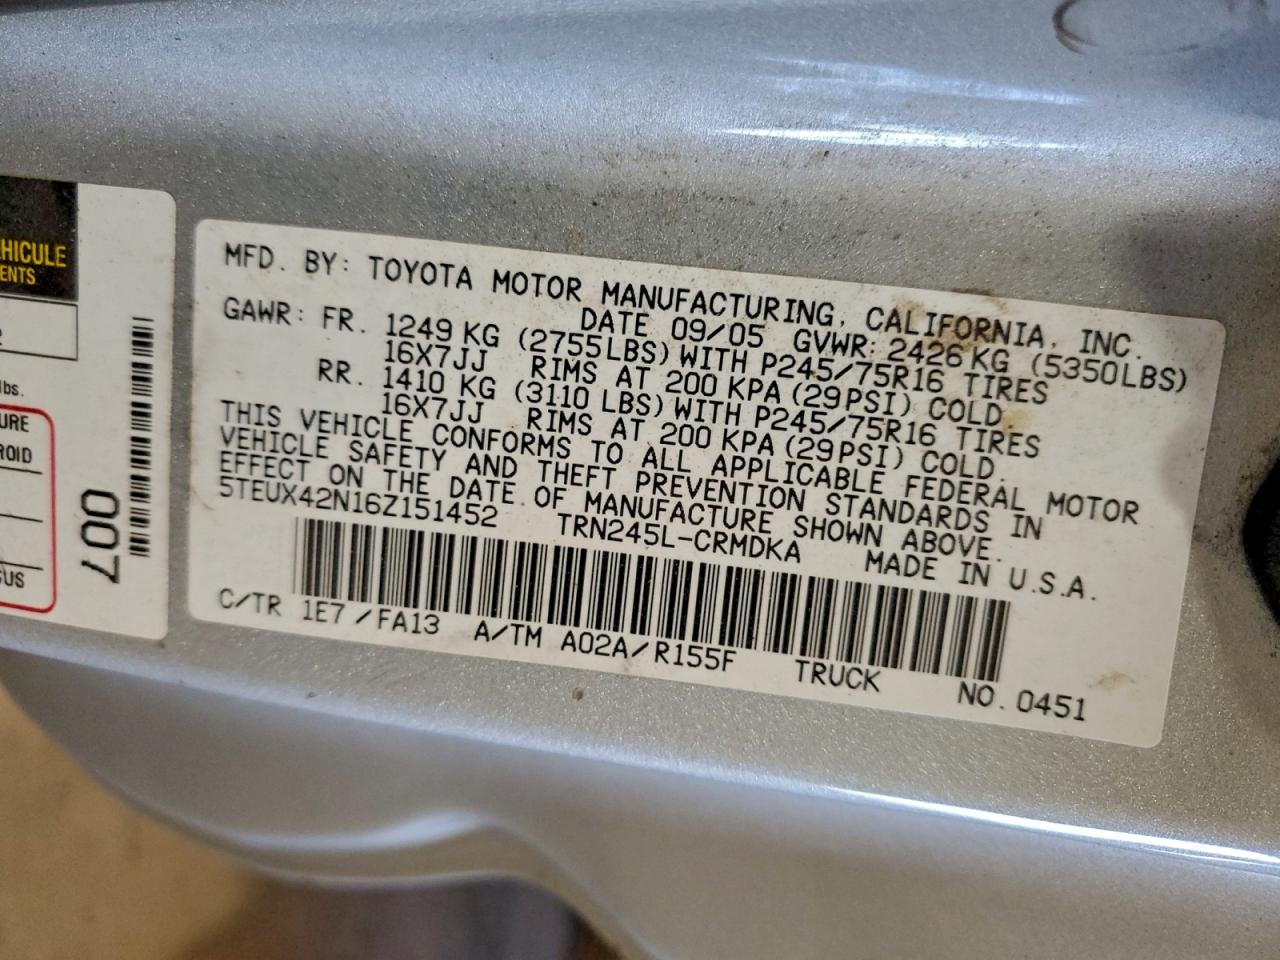 HICULE
ENTS
2
lbs.
URE
ROID
SUS
007
MFD. BY: TOYOTA MOTOR MANUFACTURING, CALIFORNIA, INC.
DATE 09/05 GVWR: 2426 KG (5350LBS)
GAWR: FR. 1249 KG (2755LBS) WITH P245/75R16 TIRES
16X7JJ RIMS AT 200 KPA (29PSI) COLD.
RR. 1410 KG (3110 LBS) WITH P245/75R16 TIRES
16X7JJ RIMS AT 200 KPA (29PSI) COLD.
THIS VEHICLE CONFORMS TO ALL APPLICABLE FEDERAL MOTOR
VEHICLE SAFETY AND THEFT PREVENTION STANDARDS IN
EFFECT ON THE DATE OF MANUFACTURE SHOWN ABOVE.
5TEUX42N16Z151452 TRN245L-CRMDKA MADE IN U.S.A.
C/TR 1E7 /FA13 A/TM A02A/R155F TRUCK NO. 0451